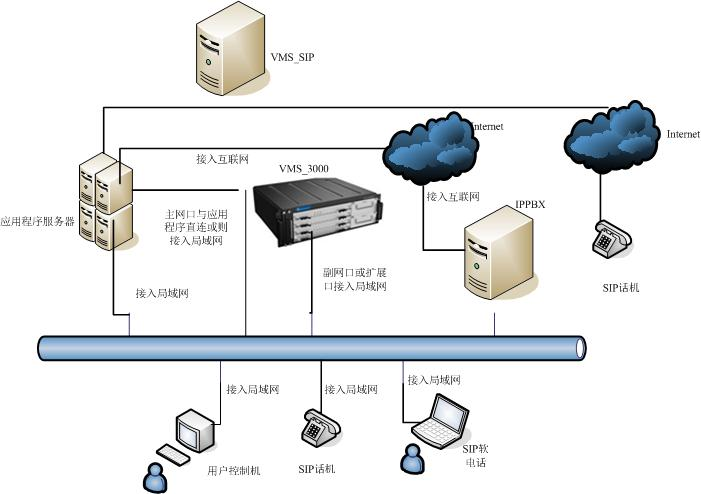 VMS_SIP
Internet
Internet
接入互联网
VMS_3000
接入互联网
IPPBX
应用程序服务器
主网口与应用
程序直连或则
接入局域网
副网口或扩展
口接入局域网
SIP话机
接入局域网
接入局域网
接入局域网
接入局域网
用户控制机
SIP话机
SIP软
电话